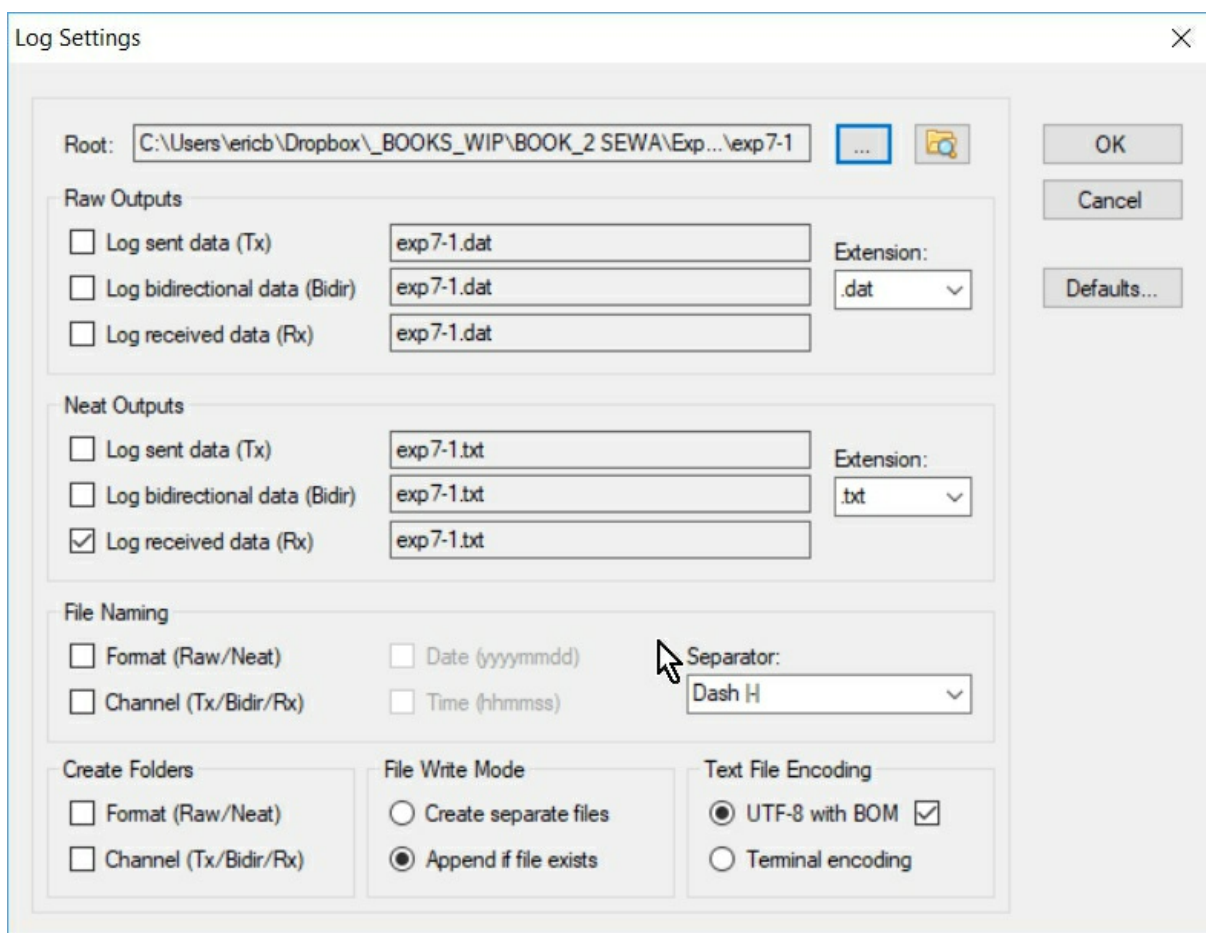 Log Settings
Root: C:\Users\ericb\Dropbox\_BOOKS_WIP\BOOK_2 SEWA\Exp...\exp7-1 ...
OK
Cancel
Defaults...
Raw Outputs
Log sent data (Tx) exp7-1.dat
Log bidirectional data (Bidir) exp7-1.dat
Log received data (Rx) exp7-1.dat
Extension:
.dat
Neat Outputs
Log sent data (Tx) exp7-1.txt
Log bidirectional data (Bidir) exp7-1.txt
Log received data (Rx) exp7-1.txt
Extension:
.txt
File Naming
Format (Raw/Neat) Date (yyyymmdd)
Channel (Tx/Bidir/Rx) Time (hhmmss)
Separator:
Dash |-|
Create Folders
Format (Raw/Neat)
Channel (Tx/Bidir/Rx)
File Write Mode
Create separate files
Append if file exists
Text File Encoding
UTF-8 with BOM
Terminal encoding